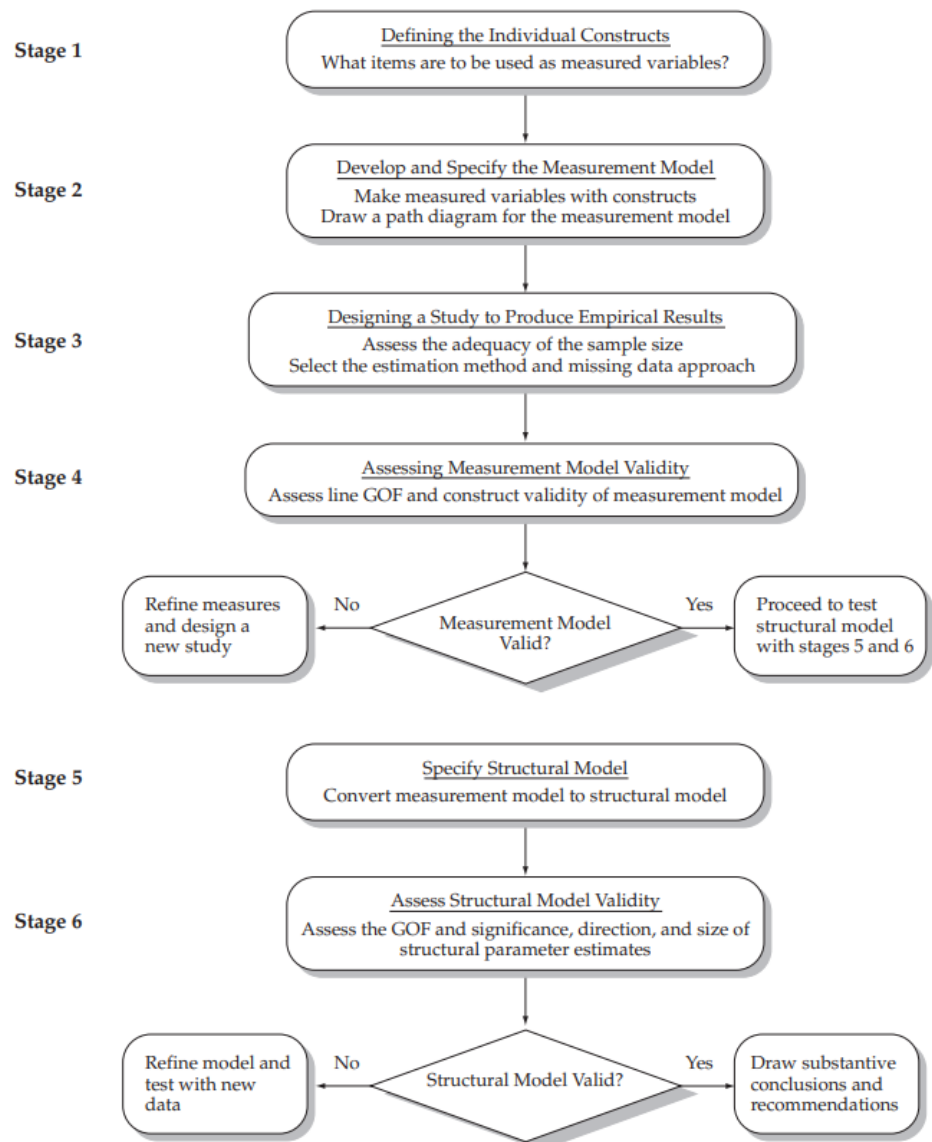 Stage 1
Defining the Individual Constructs
What items are to be used as measured variables?
Stage 2
Develop and Specify the Measurement Model
Make measured variables with constructs
Draw a path diagram for the measurement model
Stage 3
Designing a Study to Produce Empirical Results
Assess the adequacy of the sample size
Select the estimation method and missing data approach
Stage 4
Assessing Measurement Model Validity
Assess line GOF and construct validity of measurement model
Refine measures
and design a
new study
No
Measurement Model
Valid?
Yes
Proceed to test
structural model
with stages 5 and 6
Stage 5
Specify Structural Model
Convert measurement model to structural model
Stage 6
Assess Structural Model Validity
Assess the GOF and significance, direction, and size of
structural parameter estimates
Refine model and
test with new
data
No
Structural Model Valid?
Yes
Draw substantive
conclusions and
recommendations